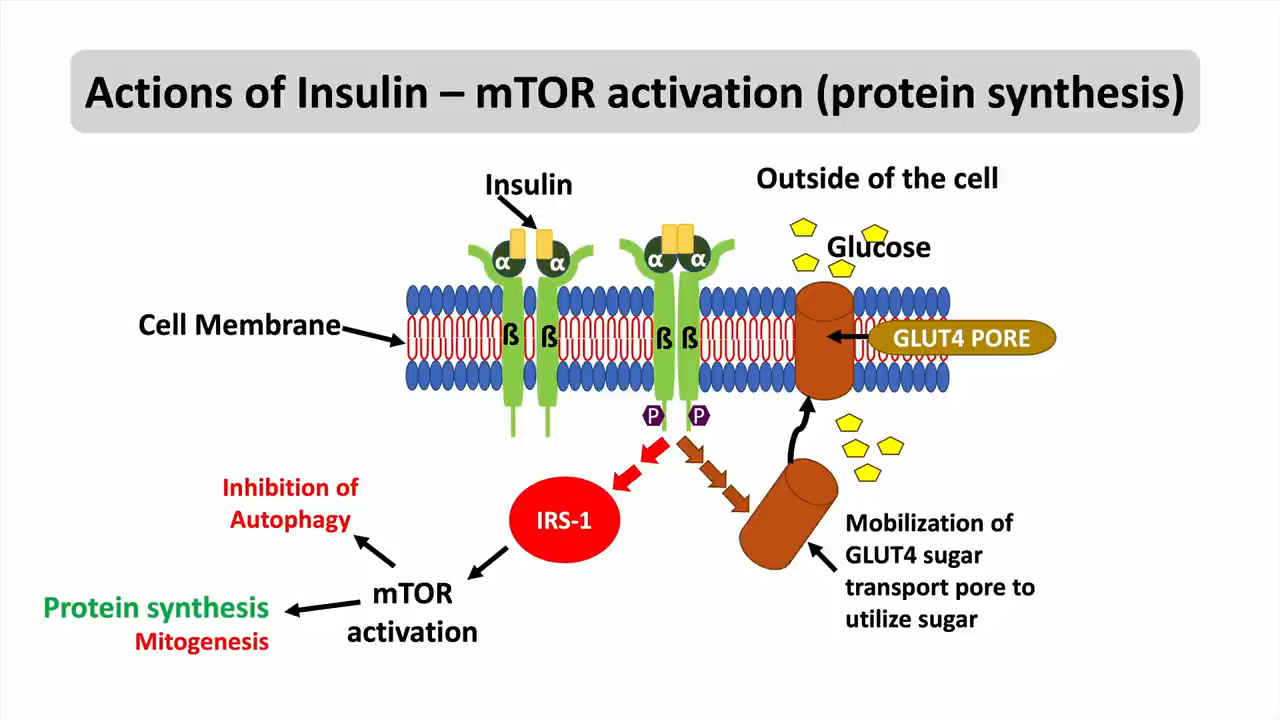 Actions of Insulin – mTOR activation (protein synthesis)
Insulin
Outside of the cell
Glucose
α
α
α
α
Cell Membrane
ß
ß
ß
ß
GLUT4 PORE
P
P
Inhibition of
Autophagy
IRS-1
Mobilization of
GLUT4 sugar
transport pore to
utilize sugar
mTOR
activation
Protein synthesis
Mitogenesis